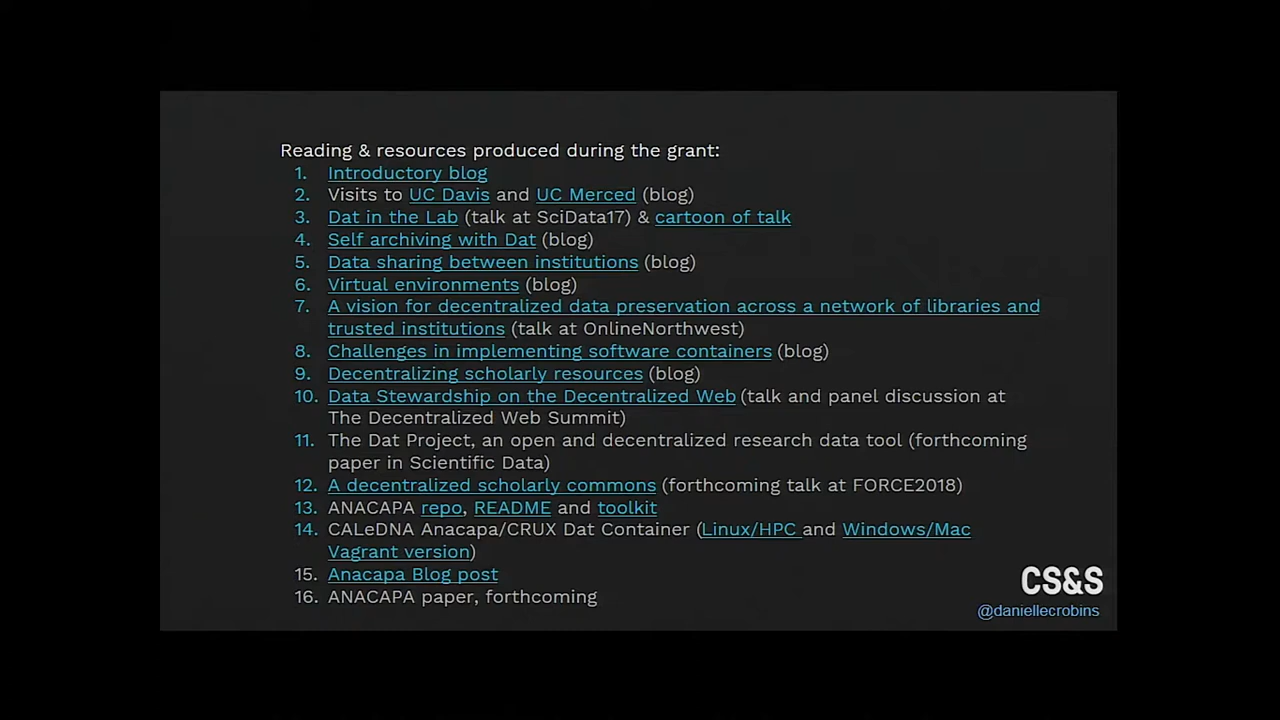 Reading & resources produced during the grant:
1. Introductory blog
2. Visits to UC Davis and UC Merced (blog)
3. Dat in the Lab (talk at SciData17) & cartoon of talk
4. Self archiving with Dat (blog)
5. Data sharing between institutions (blog)
6. Virtual environments (blog)
7. A vision for decentralized data preservation across a network of libraries and
trusted institutions (talk at OnlineNorthwest)
8. Challenges in implementing software containers (blog)
9. Decentralizing scholarly resources (blog)
10. Data Stewardship on the Decentralized Web (talk and panel discussion at
The Decentralized Web Summit)
11. The Dat Project, an open and decentralized research data tool (forthcoming
paper in Scientific Data)
12. A decentralized scholarly commons (forthcoming talk at FORCE2018)
13. ANACAPA repo, README and toolkit
14. CALeDNA Anacapa/CRUX Dat Container (Linux/HPC and Windows/Mac
Vagrant version)
15. Anacapa Blog post
16. ANACAPA paper, forthcoming
CS&S
@daniellecrobins